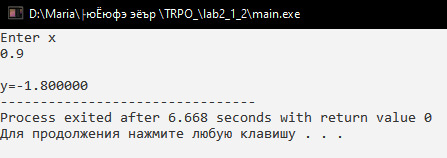 D:\Maria\├юЁюфэ эёър \TRPO_\lab2_1_2\main.exe
Enter x
0.9
y=-1.800000
--------------------------------
Process exited after 6.668 seconds with return value 0
Для продолжения нажмите любую клавишу . . .